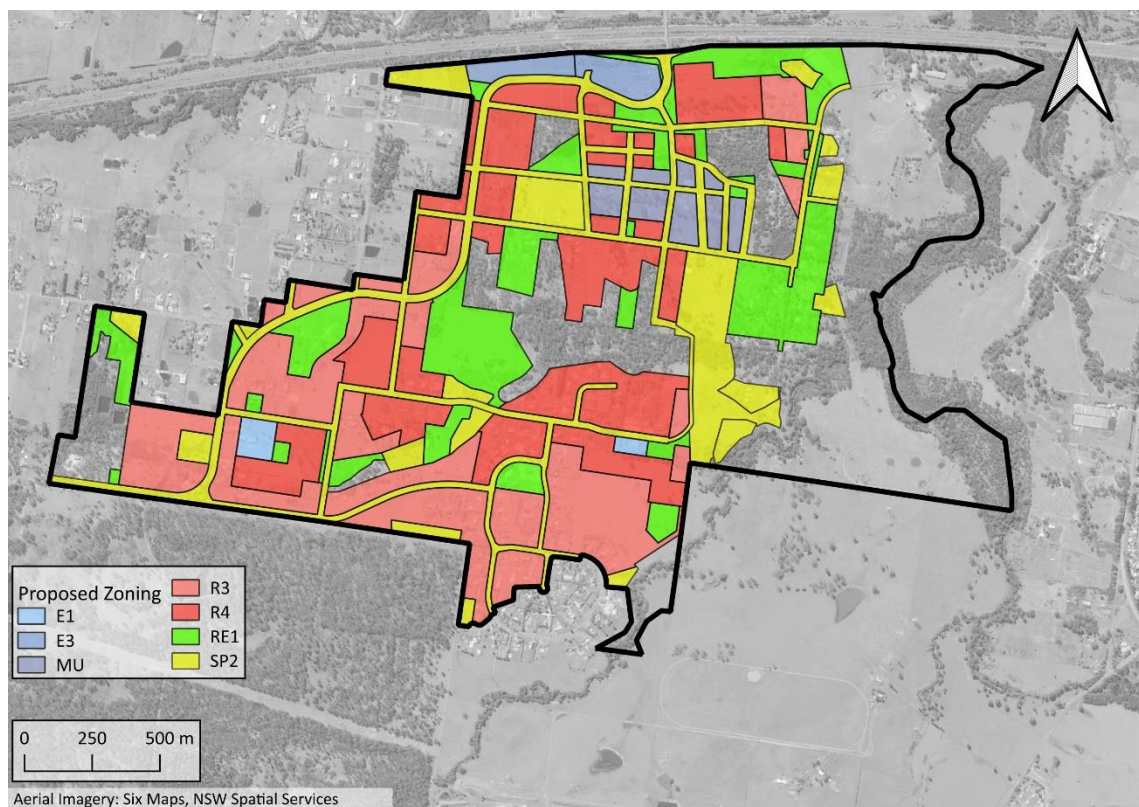 Proposed Zoning
E1
E3
MU
R3
R4
RE1
SP2
0 250 500 m
Aerial Imagery: Six Maps, NSW Spatial Services